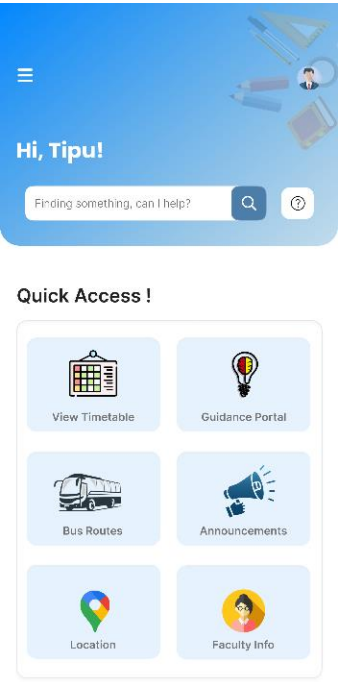 Hi, Tipu!
Finding something, can I help?
Quick Access !
View Timetable
Guidance Portal
Bus Routes
Announcements
Location
Faculty Info